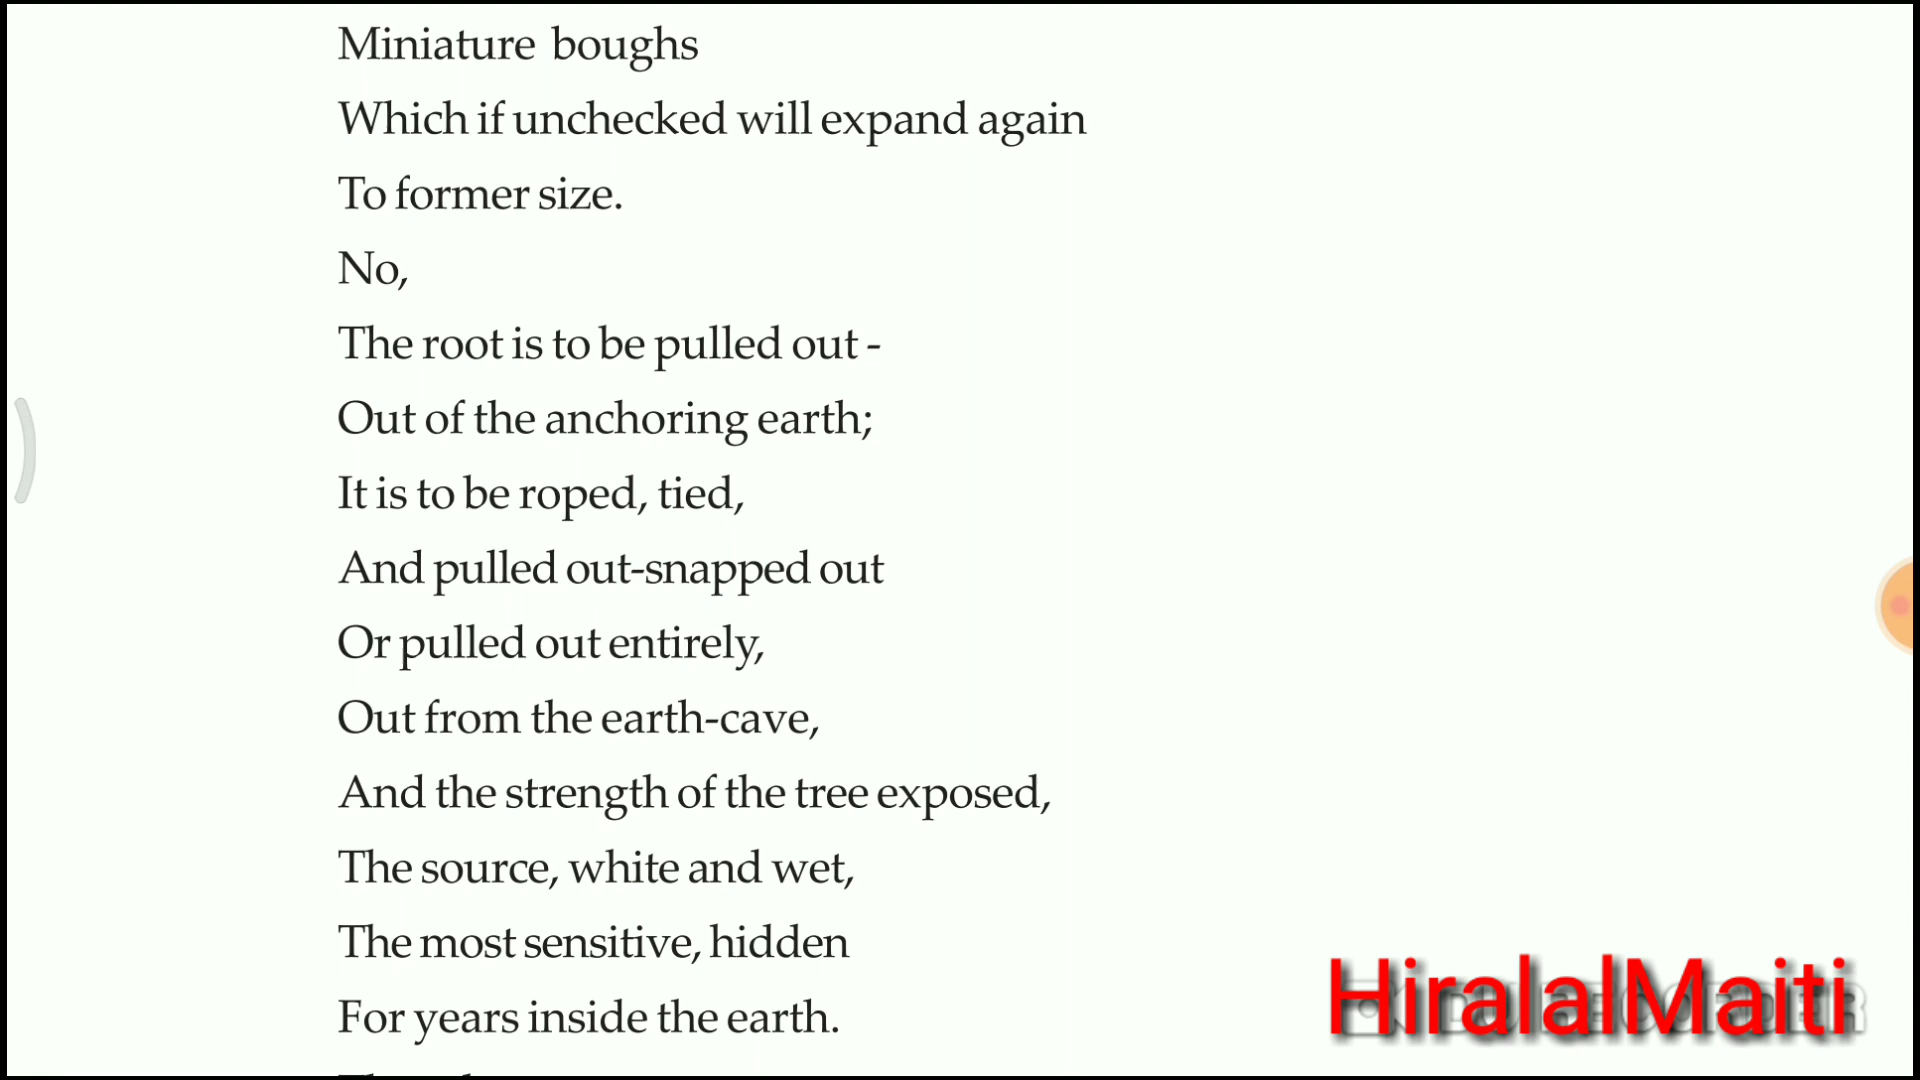 Miniature boughs
Which if unchecked will expand again
To former size.
No,
The root is to be pulled out -
Out of the anchoring earth;
It is to be roped, tied,
And pulled out-snapped out
Or pulled out entirely,
Out from the earth-cave,
And the strength of the tree exposed,
The source, white and wet,
The most sensitive, hidden
For years inside the earth.
HiralalMaiti